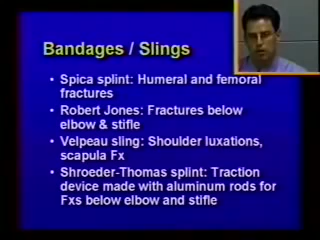 Bandages / Slings
• Spica splint: Humeral and femoral
fractures
• Robert Jones: Fractures below
elbow & stifle
• Velpeau sling: Shoulder luxations,
scapula Fx
• Shroeder-Thomas splint: Traction
device made with aluminum rods for
Fxs below elbow and stifle